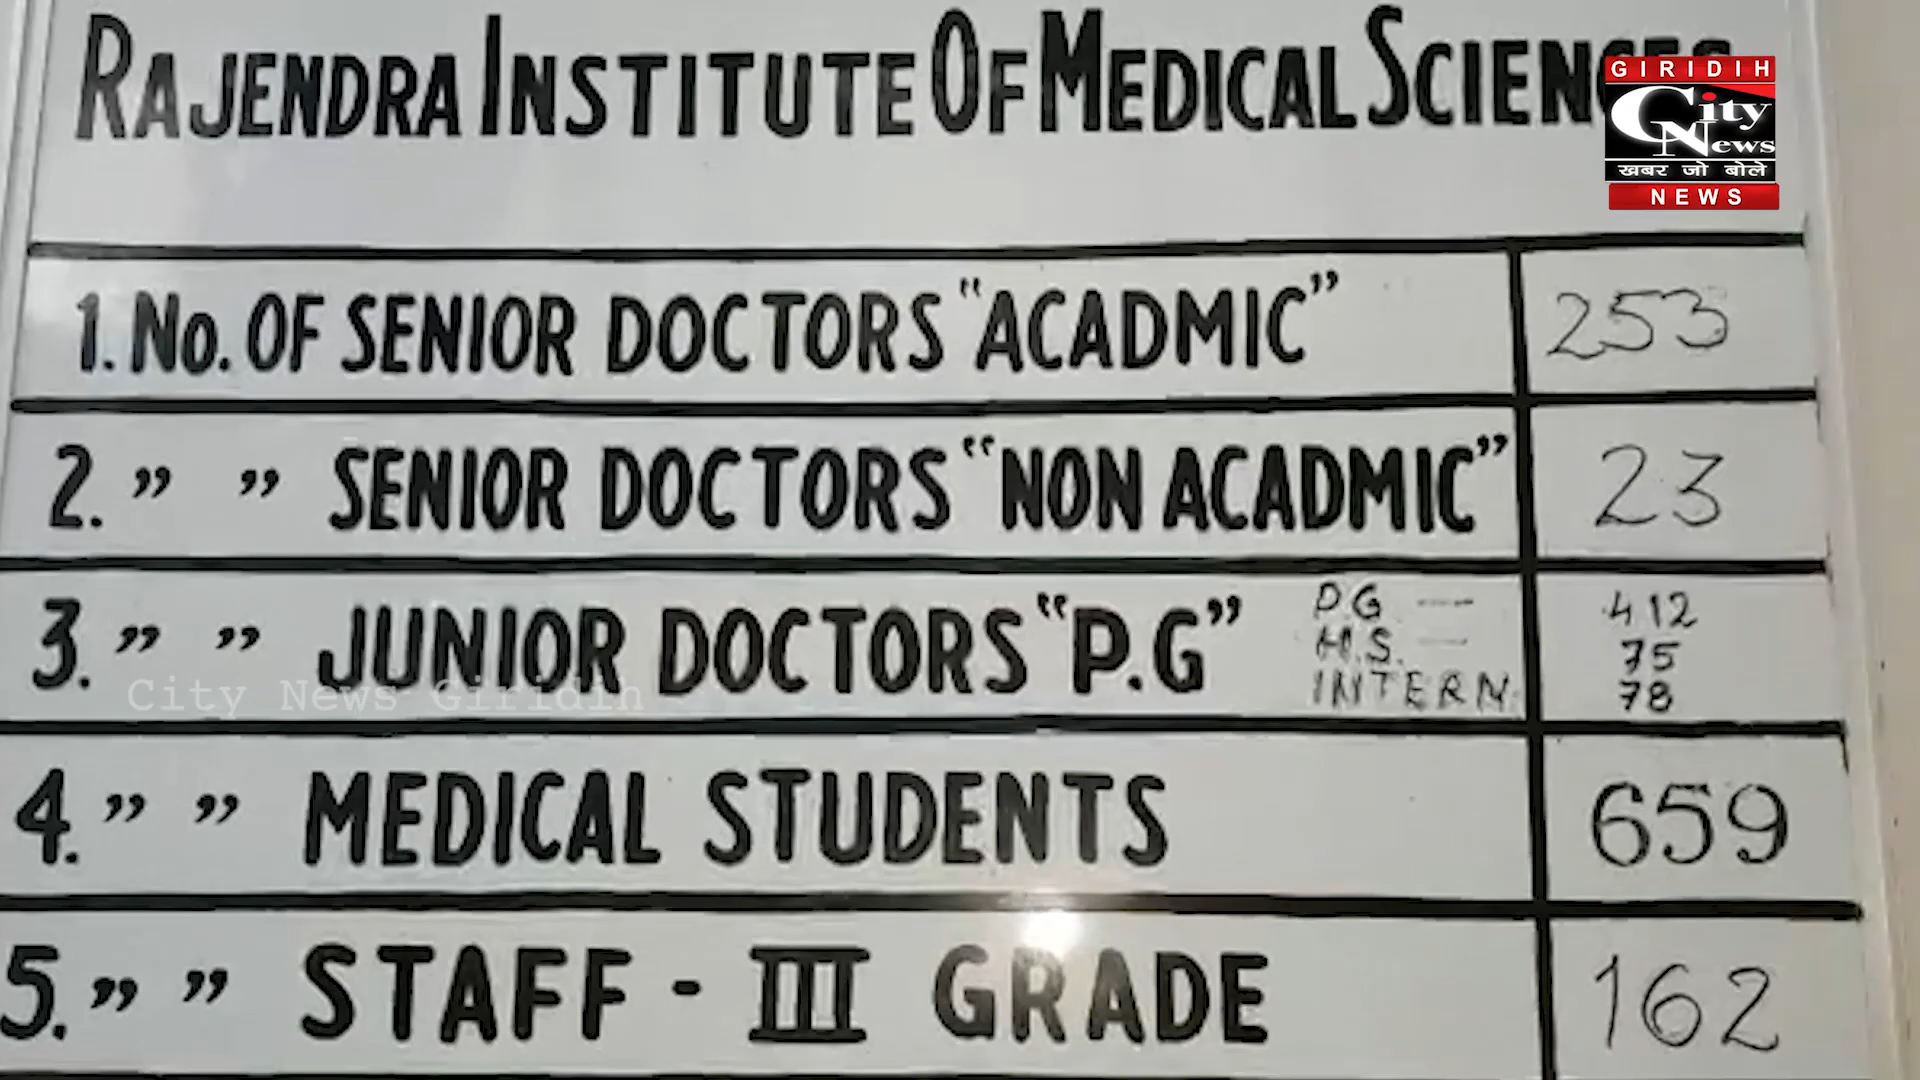 RAJENDRA INSTITUTE OF MEDICAL SCIENCES
GIRIDIH
City
News
खबर जो बोले
NEWS
1. No. OF SENIOR DOCTORS "ACADMIC" 253
2. " " SENIOR DOCTORS "NON ACADMIC" 23
3. " " JUNIOR DOCTORS "P.G" P.G — 412
H.S. — 75
INTERN 78
City News Giridih
4. " " MEDICAL STUDENTS 659
5. " " STAFF - III GRADE 162